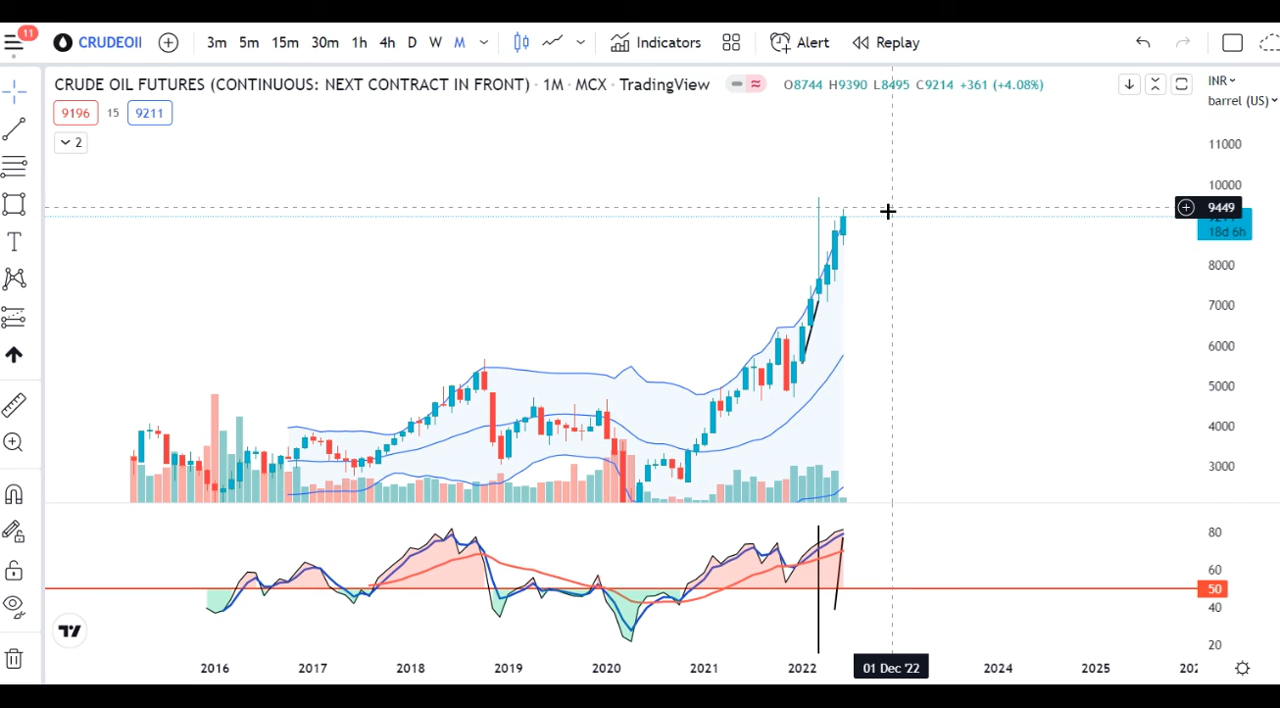 11
CRUDEOII 3m 5m 15m 30m 1h 4h D W M Indicators Alert Replay
CRUDE OIL FUTURES (CONTINUOUS: NEXT CONTRACT IN FRONT) · 1M · MCX · TradingView O8744 H9390 L8495 C9214 +361 (+4.08%) INR
barrel (US)
9196 15 9211
2
11000
10000
9449
18d 6h
8000
7000
6000
5000
4000
3000
80
60
50
40
20
2016 2017 2018 2019 2020 2021 2022 01 Dec '22 2024 2025